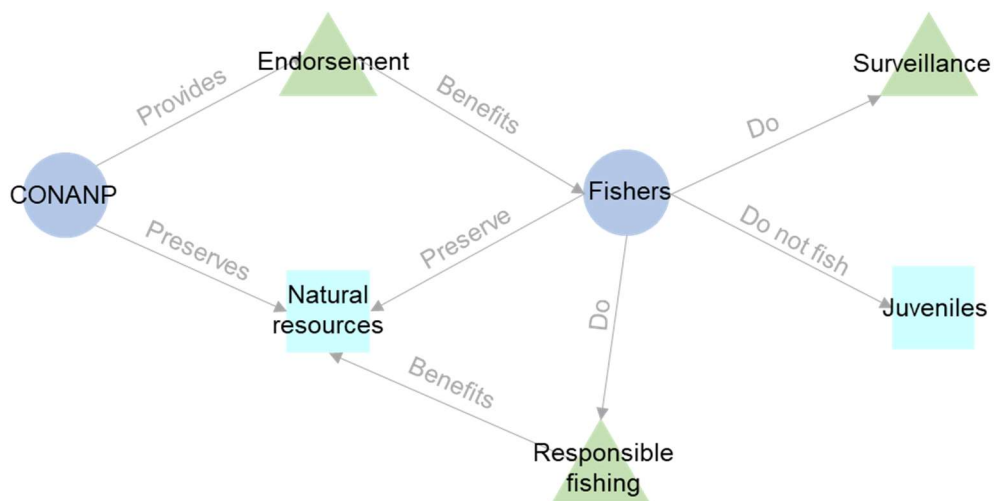 Endorsement
Surveillance
Provides
Benefits
Do
CONANP
Fishers
Preserves
Preserve
Do not fish
Natural
resources
Do
Juveniles
Benefits
Responsible
fishing